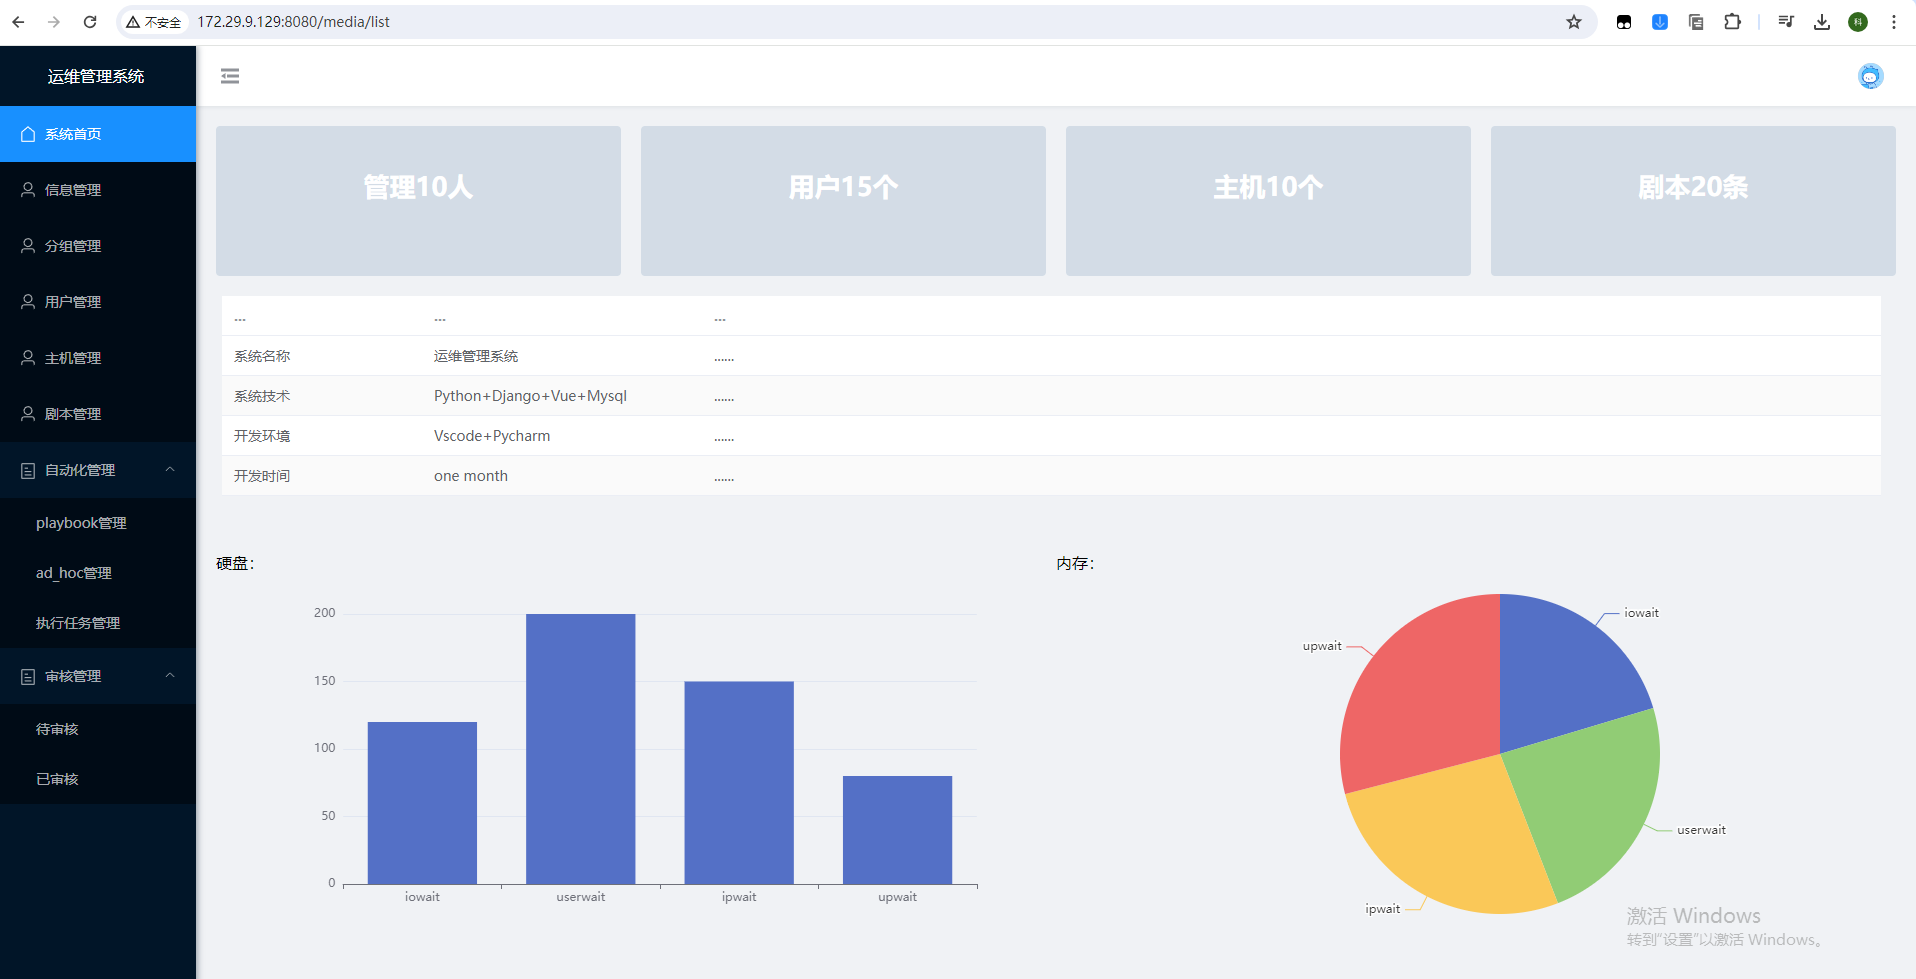 不安全 172.29.9.129:8080/media/list
科
运维管理系统
系统首页
信息管理
分组管理
用户管理
主机管理
剧本管理
自动化管理
playbook管理
ad_hoc管理
执行任务管理
审核管理
待审核
已审核
管理10人 用户15个 主机10个 剧本20条
... ... ...
系统名称 运维管理系统 ......
系统技术 Python+Django+Vue+Mysql ......
开发环境 Vscode+Pycharm ......
开发时间 one month ......
硬盘：
200
150
100
50
0
iowait userwait ipwait upwait
内存：
iowait
upwait
userwait
ipwait
激活 Windows
转到“设置”以激活 Windows。